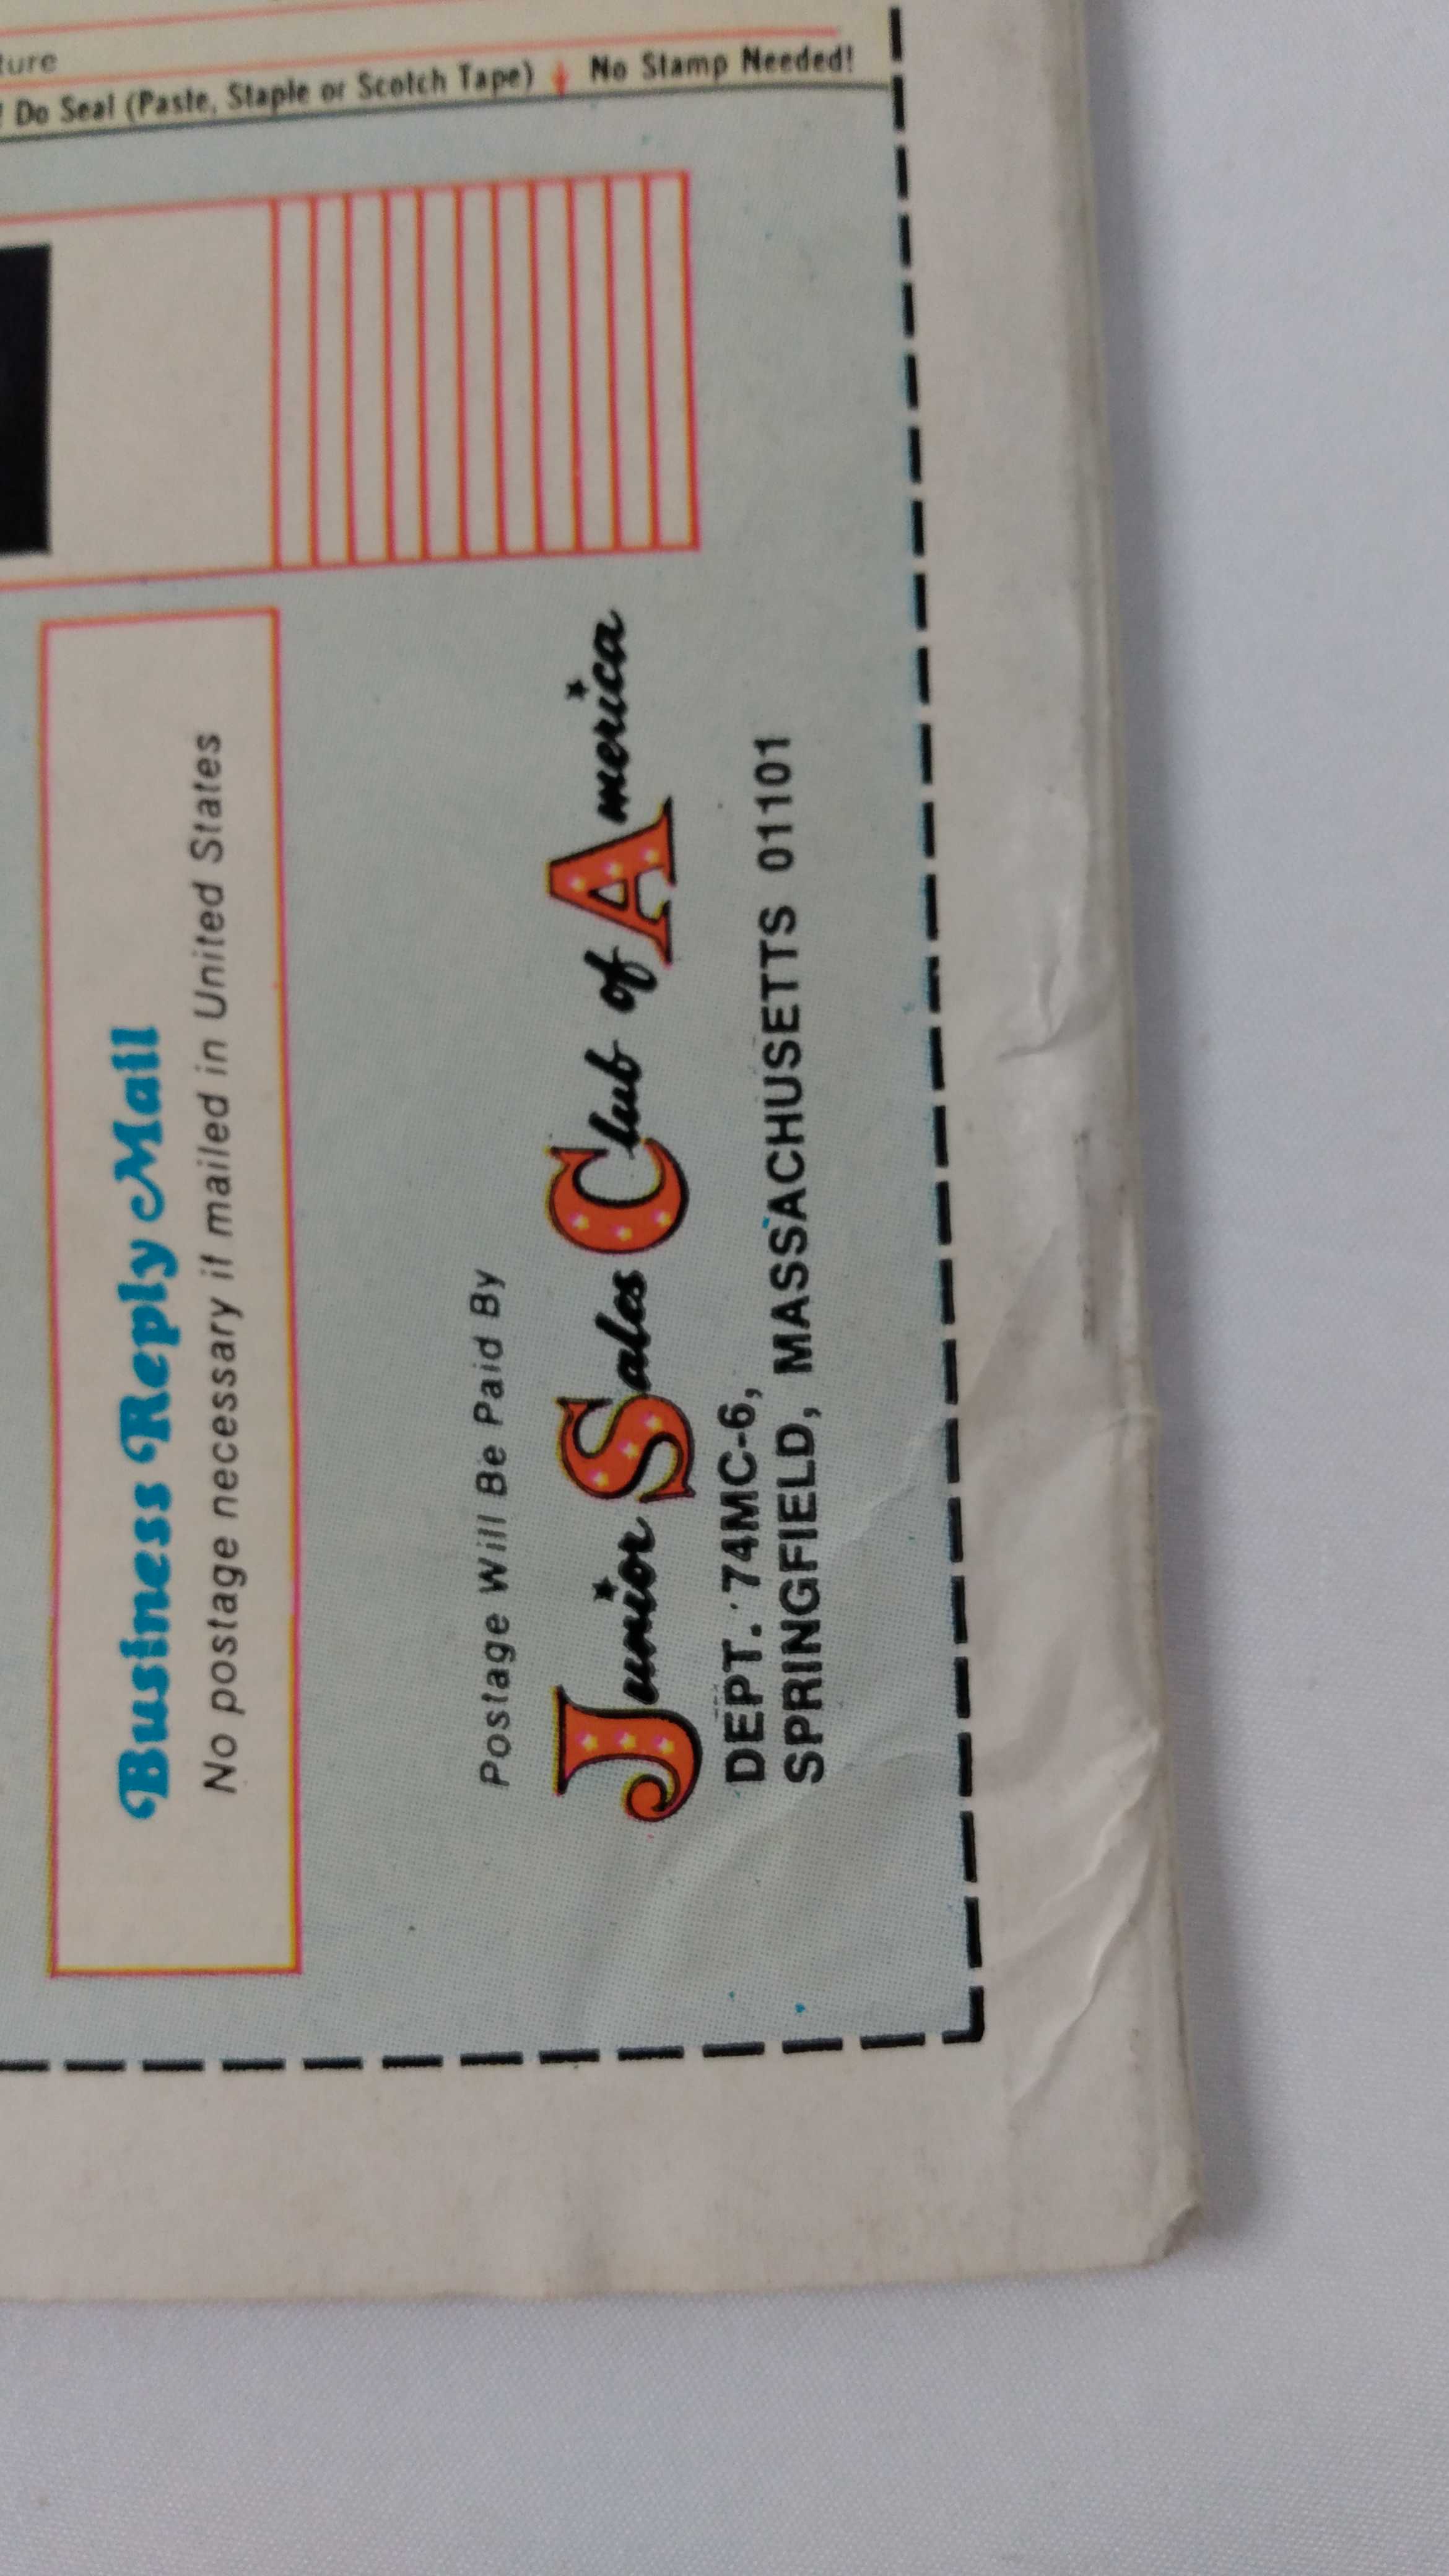 Do Seal (Paste, Staple or Scotch Tape) No Stamp Needed!
Business Reply Mail
No postage necessary if mailed in United States
Postage Will Be Paid By
Junior Sales Club of America
DEPT. 74MC-6,
SPRINGFIELD, MASSACHUSETTS 01101